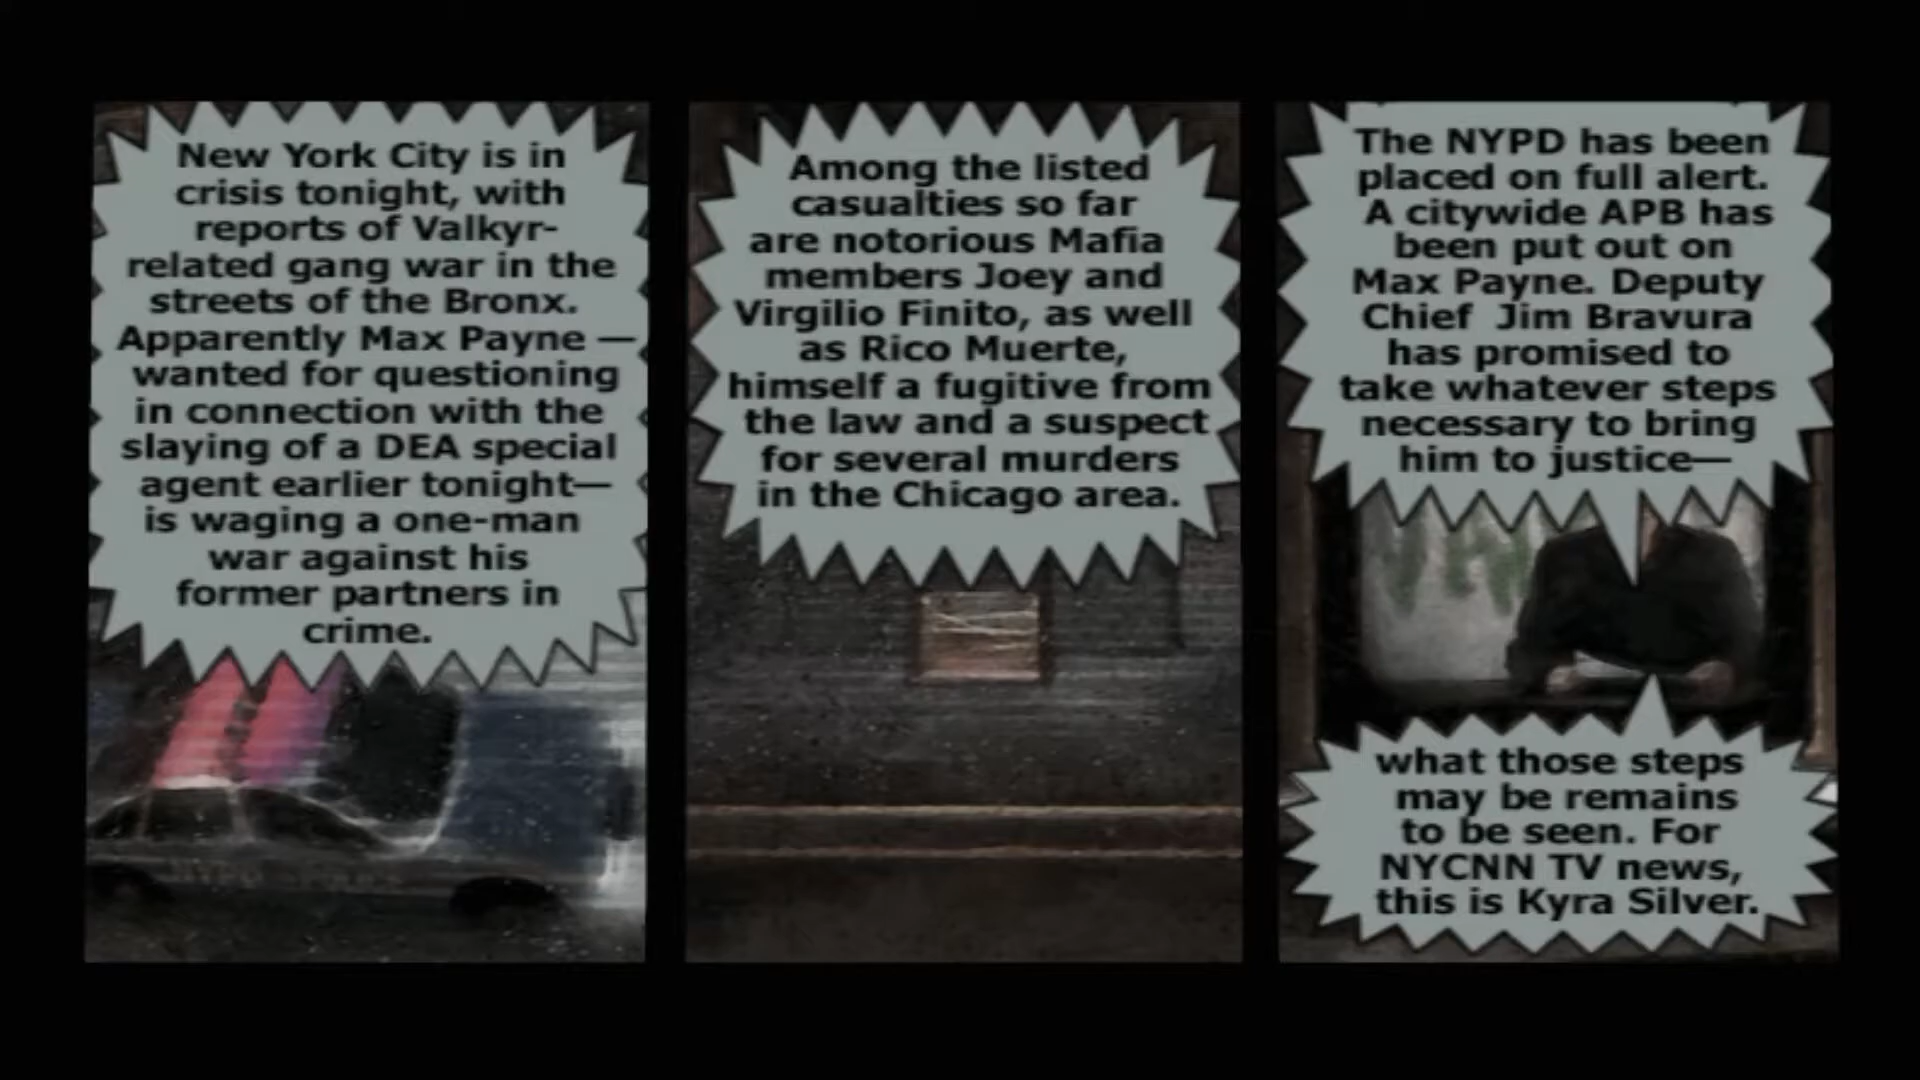 New York City is in
crisis tonight, with
reports of Valkyr-
related gang war in the
streets of the Bronx.
Apparently Max Payne —
wanted for questioning
in connection with the
slaying of a DEA special
agent earlier tonight—
is waging a one-man
war against his
former partners in
crime.
Among the listed
casualties so far
are notorious Mafia
members Joey and
Virgilio Finito, as well
as Rico Muerte,
himself a fugitive from
the law and a suspect
for several murders
in the Chicago area.
The NYPD has been
placed on full alert.
A citywide APB has
been put out on
Max Payne. Deputy
Chief Jim Bravura
has promised to
take whatever steps
necessary to bring
him to justice—
what those steps
may be remains
to be seen. For
NYCNN TV news,
this is Kyra Silver.